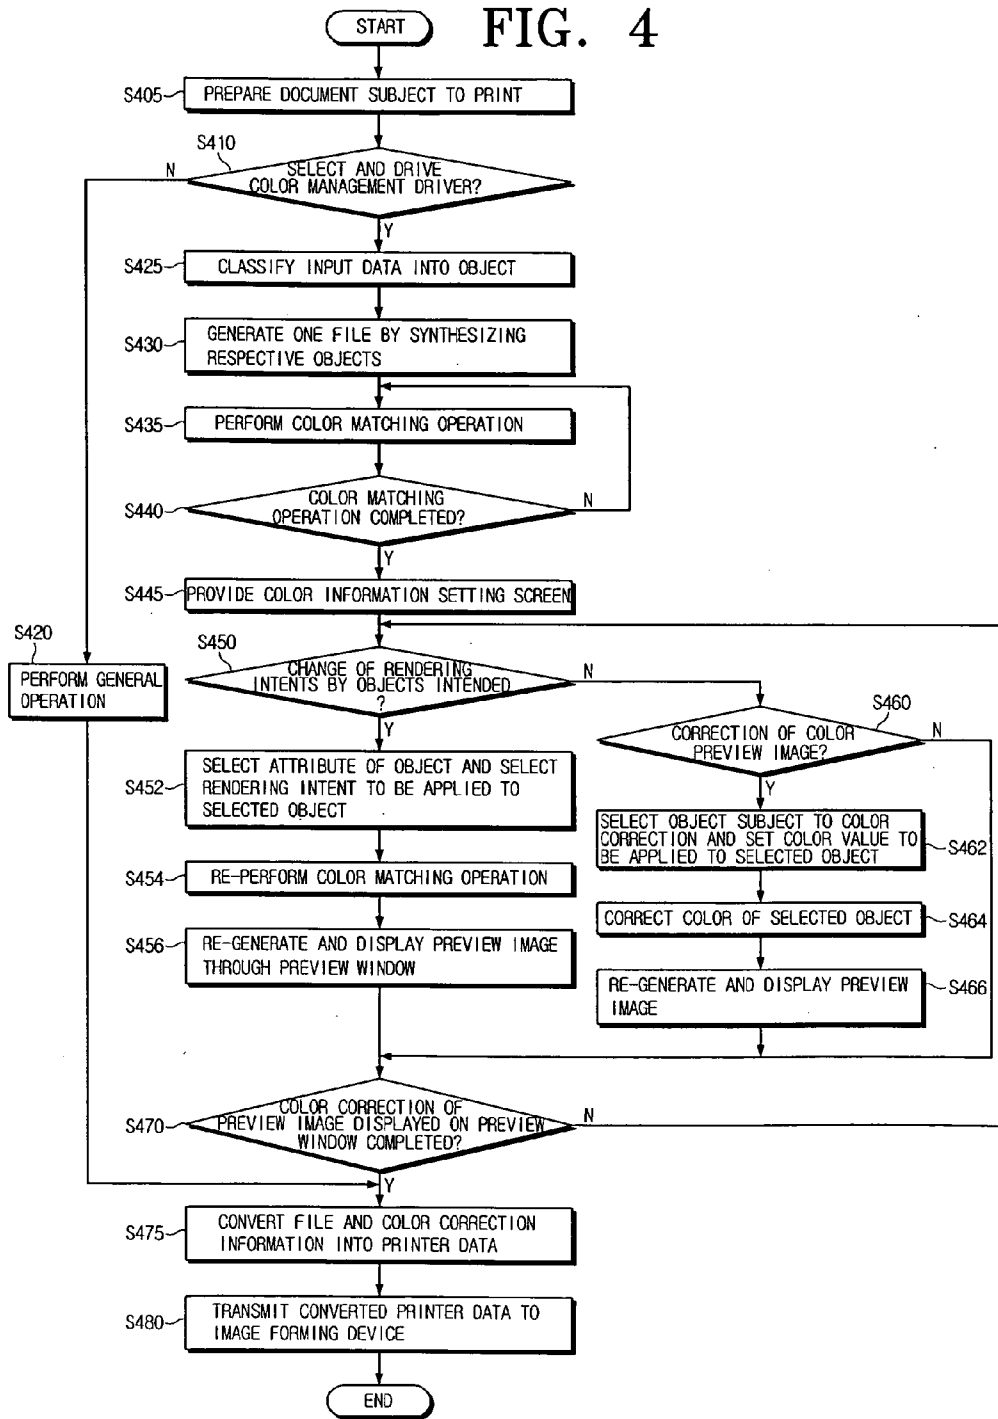 START
FIG. 4
S405
PREPARE DOCUMENT SUBJECT TO PRINT
S410
SELECT AND DRIVE
COLOR MANAGEMENT DRIVER?
N
Y
S425
CLASSIFY INPUT DATA INTO OBJECT
S430
GENERATE ONE FILE BY SYNTHESIZING
RESPECTIVE OBJECTS
S435
PERFORM COLOR MATCHING OPERATION
S440
COLOR MATCHING
OPERATION COMPLETED?
N
Y
S445
PROVIDE COLOR INFORMATION SETTING SCREEN
S420
PERFORM GENERAL
OPERATION
S450
CHANGE OF RENDERING
INTENTS BY OBJECTS INTENDED
?
N
Y
S460
CORRECTION OF COLOR
PREVIEW IMAGE?
N
Y
S452
SELECT ATTRIBUTE OF OBJECT AND SELECT
RENDERING INTENT TO BE APPLIED TO
SELECTED OBJECT
S462
SELECT OBJECT SUBJECT TO COLOR
CORRECTION AND SET COLOR VALUE TO
BE APPLIED TO SELECTED OBJECT
S454
RE-PERFORM COLOR MATCHING OPERATION
S464
CORRECT COLOR OF SELECTED OBJECT
S456
RE-GENERATE AND DISPLAY PREVIEW IMAGE
THROUGH PREVIEW WINDOW
S466
RE-GENERATE AND DISPLAY PREVIEW
IMAGE
S470
COLOR CORRECTION OF
PREVIEW IMAGE DISPLAYED ON PREVIEW
WINDOW COMPLETED?
N
Y
S475
CONVERT FILE AND COLOR CORRECTION
INFORMATION INTO PRINTER DATA
S480
TRANSMIT CONVERTED PRINTER DATA TO
IMAGE FORMING DEVICE
END